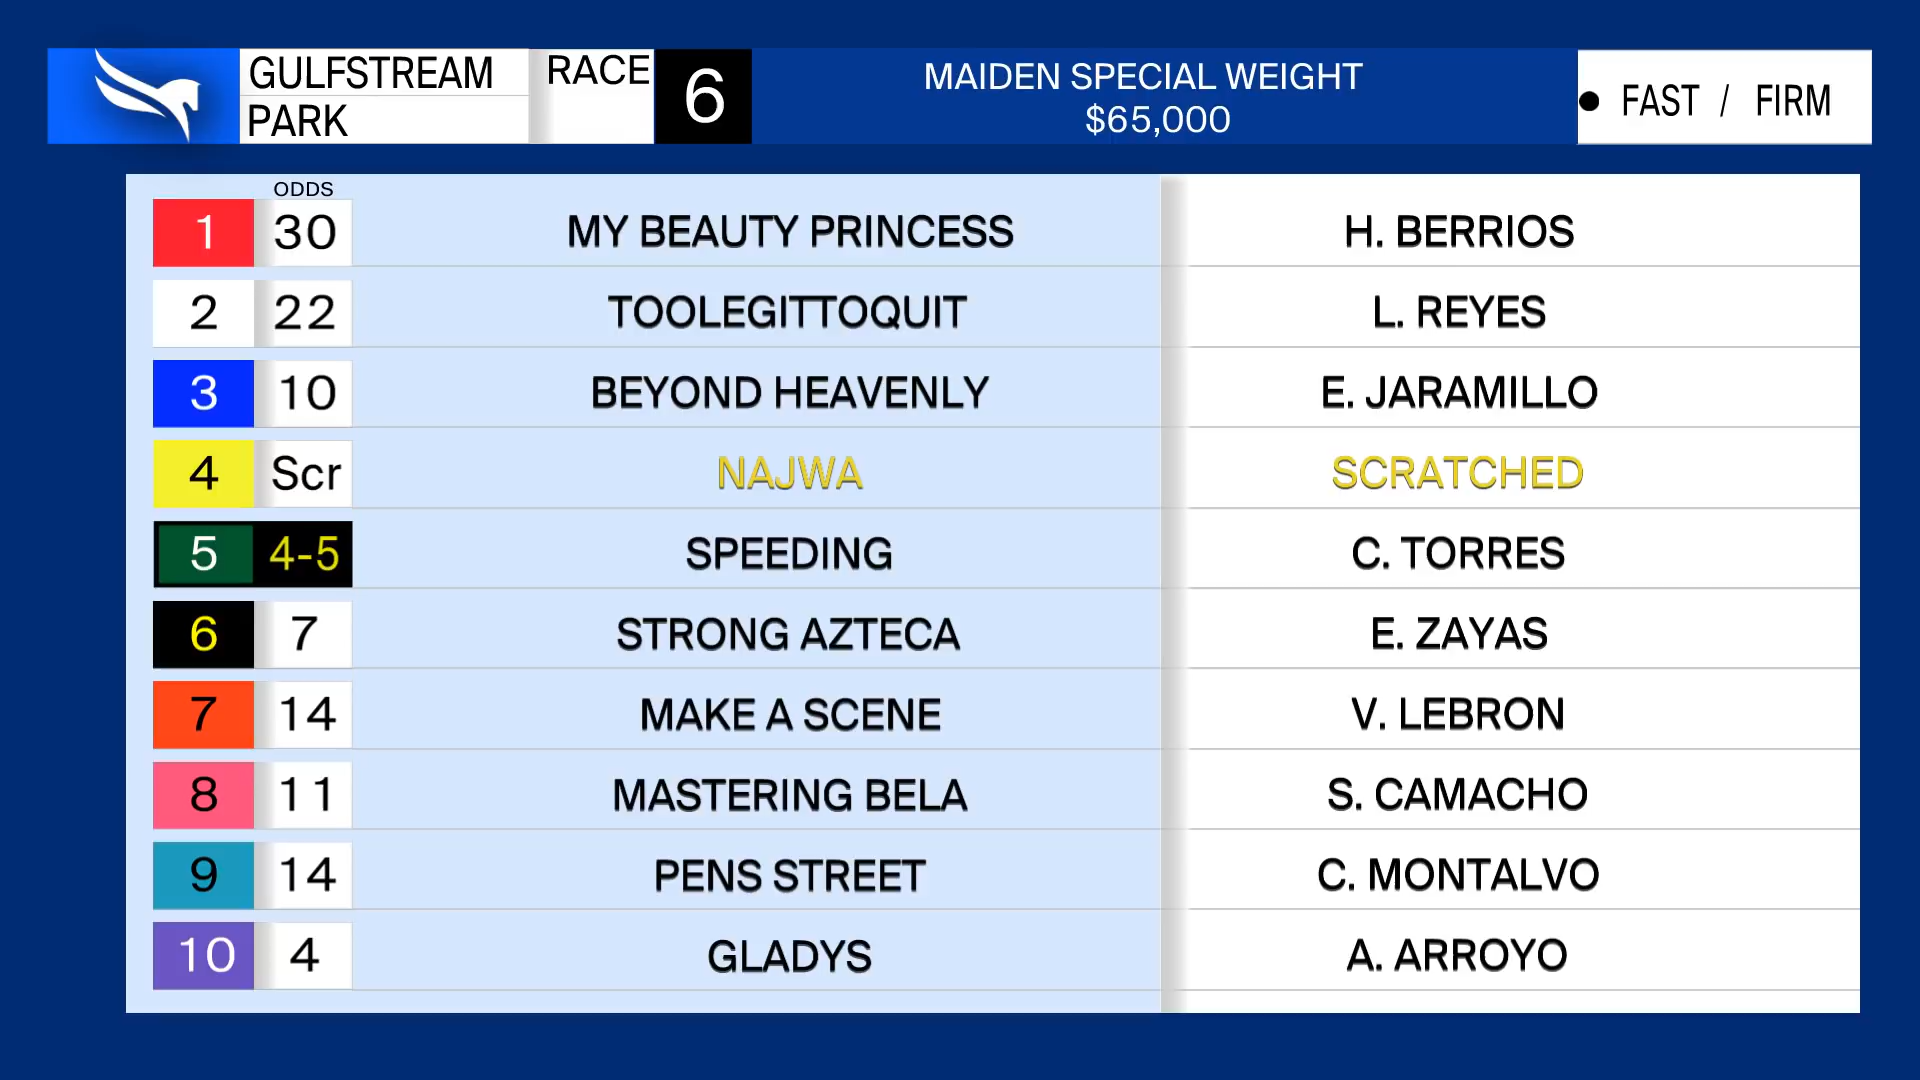 GULFSTREAM
PARK
RACE
6
MAIDEN SPECIAL WEIGHT
$65,000
FAST / FIRM
ODDS
1 30 MY BEAUTY PRINCESS H. BERRIOS
2 22 TOOLEGITTOQUIT L. REYES
3 10 BEYOND HEAVENLY E. JARAMILLO
4 Scr NAJWA SCRATCHED
5 4-5 SPEEDING C. TORRES
6 7 STRONG AZTECA E. ZAYAS
7 14 MAKE A SCENE V. LEBRON
8 11 MASTERING BELA S. CAMACHO
9 14 PENS STREET C. MONTALVO
10 4 GLADYS A. ARROYO